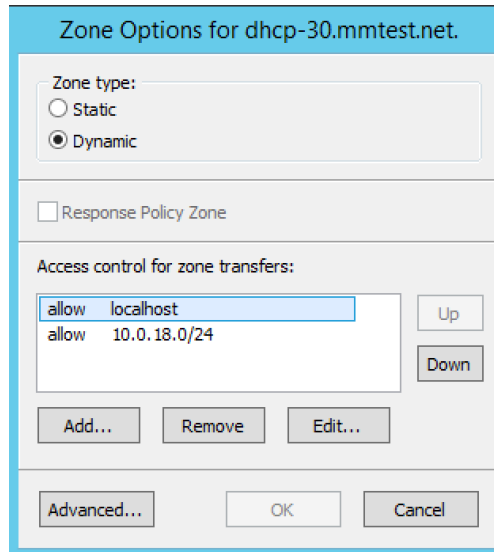 Zone Options for dhcp-30.mmtest.net.
Zone type:
Static
Dynamic
Response Policy Zone
Access control for zone transfers:
allow localhost
allow 10.0.18.0/24
Up
Down
Add... Remove Edit...
Advanced... OK Cancel